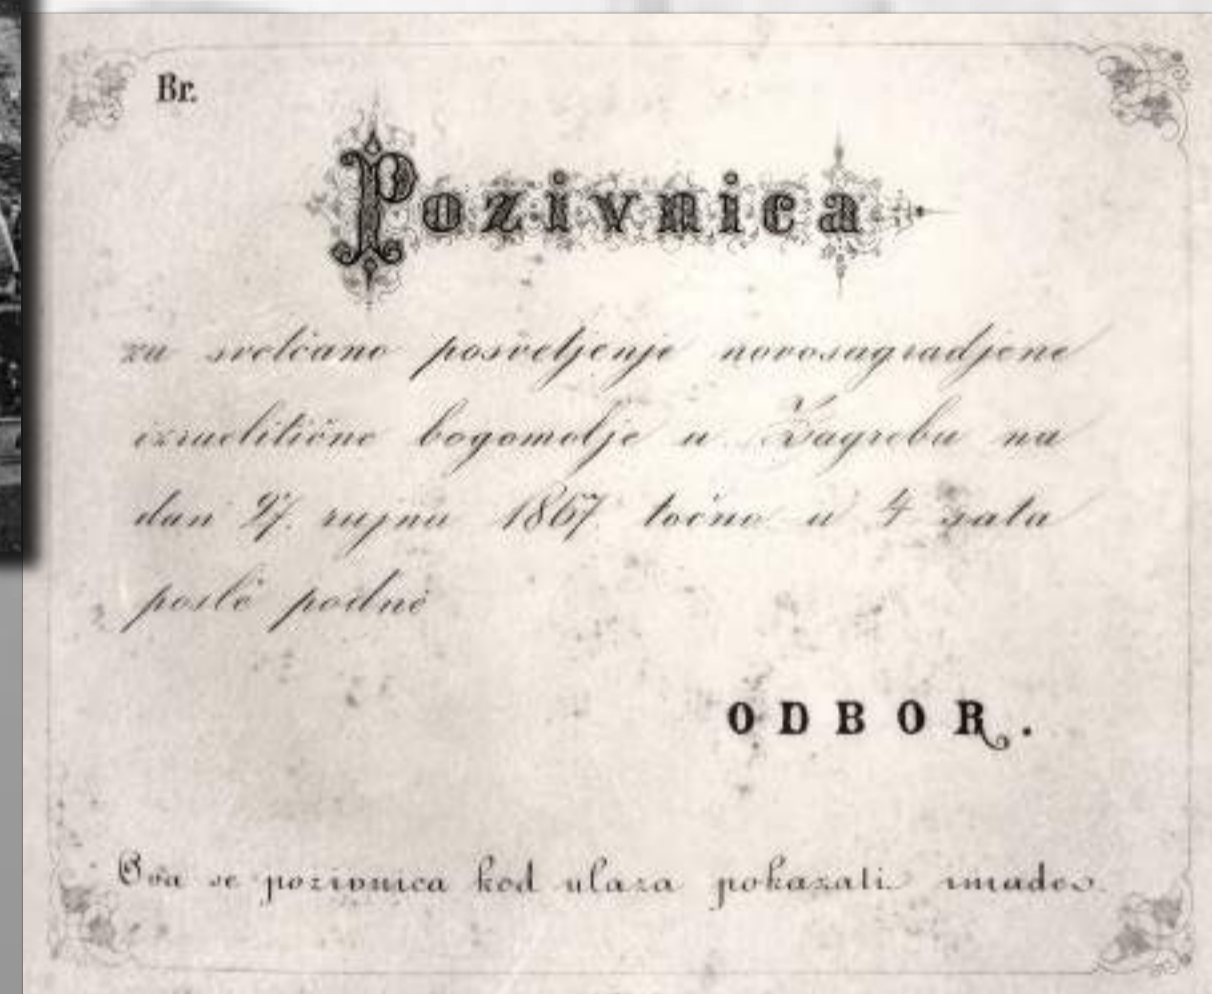 Br.
Pozivnica
za svečano posvetjenje novosagradjene
izraelitične bogomolje u Zagrebu na
dan 27. rujna 1867 točno u 4 sata
poslě podne
ODBOR.
Ova se pozivnica kod ulaza pokazati imade.